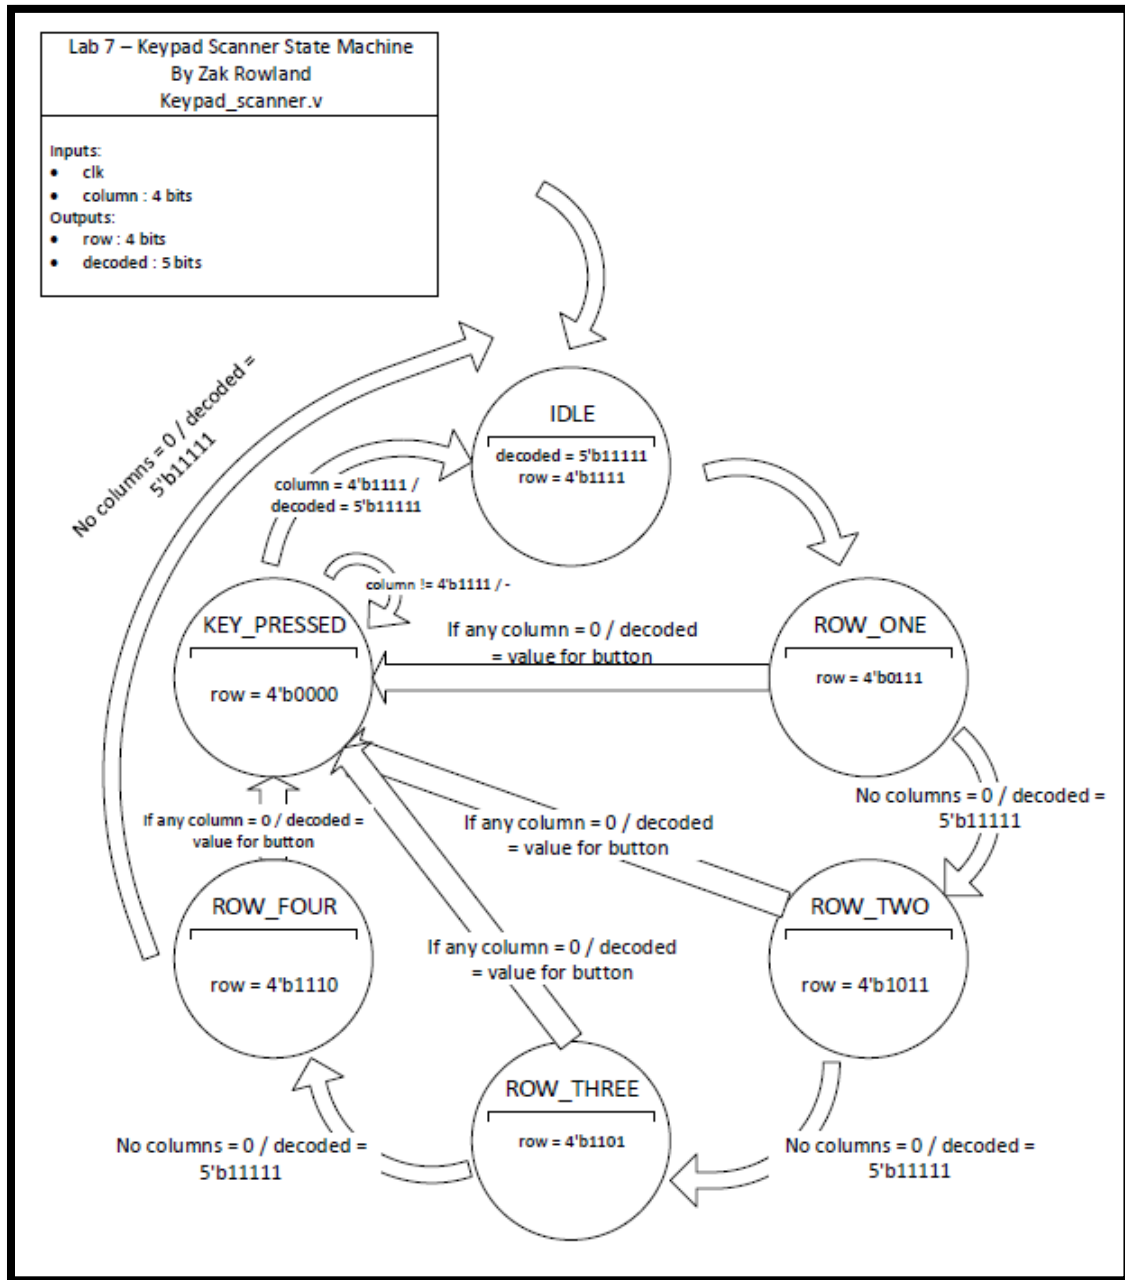 Lab 7 – Keypad Scanner State Machine
By Zak Rowland
Keypad_scanner.v
Inputs:
• clk
• column : 4 bits
Outputs:
• row : 4 bits
• decoded : 5 bits
No columns = 0 / decoded =
5'b11111
IDLE
decoded = 5'b11111
row = 4'b1111
column = 4'b1111 /
decoded = 5'b11111
column != 4'b1111 / -
KEY_PRESSED
row = 4'b0000
If any column = 0 / decoded
= value for button
ROW_ONE
row = 4'b0111
No columns = 0 / decoded =
5'b11111
If any column = 0 / decoded =
value for button
If any column = 0 / decoded
= value for button
ROW_FOUR
row = 4'b1110
If any column = 0 / decoded
= value for button
ROW_TWO
row = 4'b1011
ROW_THREE
row = 4'b1101
No columns = 0 / decoded =
5'b11111
No columns = 0 / decoded =
5'b11111